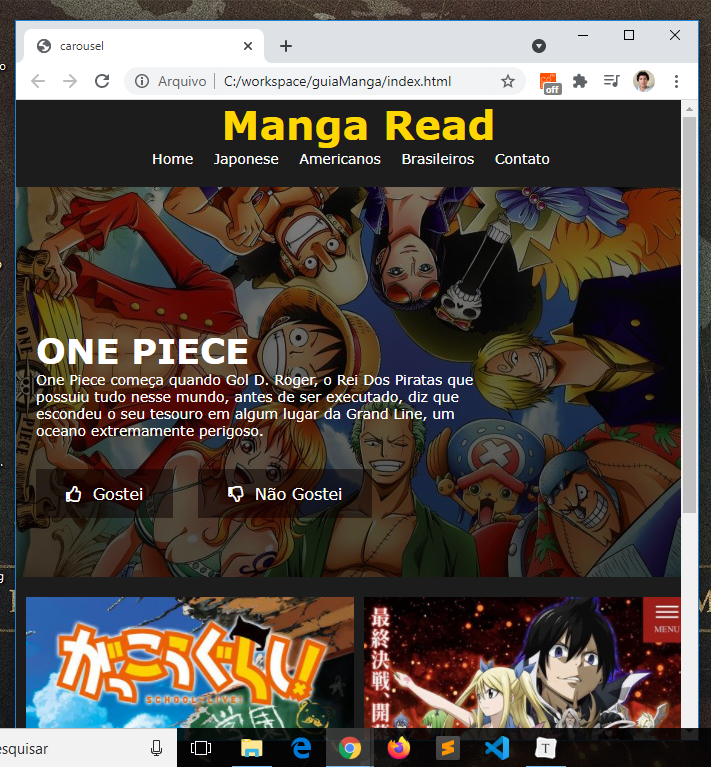 carousel
Arquivo
C:/workspace/guiaManga/index.html
off
Manga Read
Home Japonese Americanos Brasileiros Contato
ONE PIECE
One Piece começa quando Gol D. Roger, o Rei Dos Piratas que
possuiu tudo nesse mundo, antes de ser executado, diz que
escondeu o seu tesouro em algum lugar da Grand Line, um
oceano extremamente perigoso.
Gostei Não Gostei
がっこうぐらし!
SCHOOL-LIVE!
最終決戦、開幕
MENU
esquisar
T